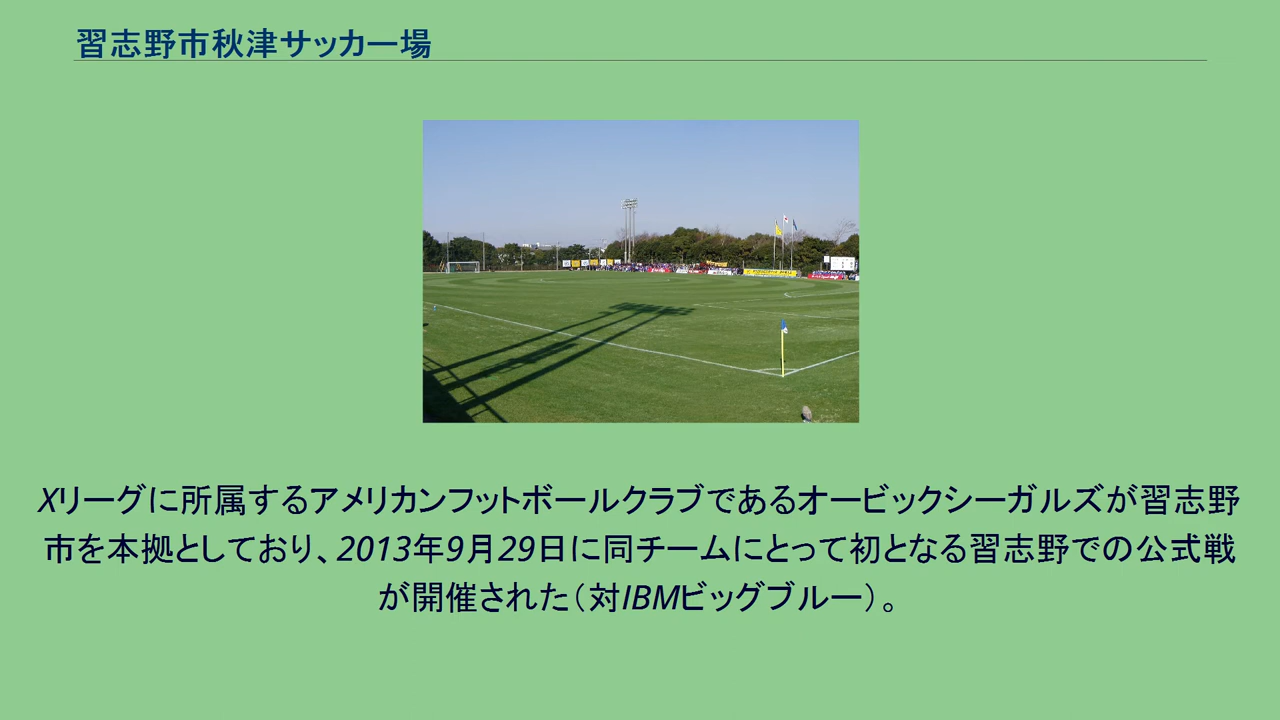 習志野市秋津サッカー場
Xリーグに所属するアメリカンフットボールクラブであるオービックシーガルズが習志野
市を本拠としており、2013年9月29日に同チームにとって初となる習志野での公式戦
が開催された（対IBMビッグブルー）。